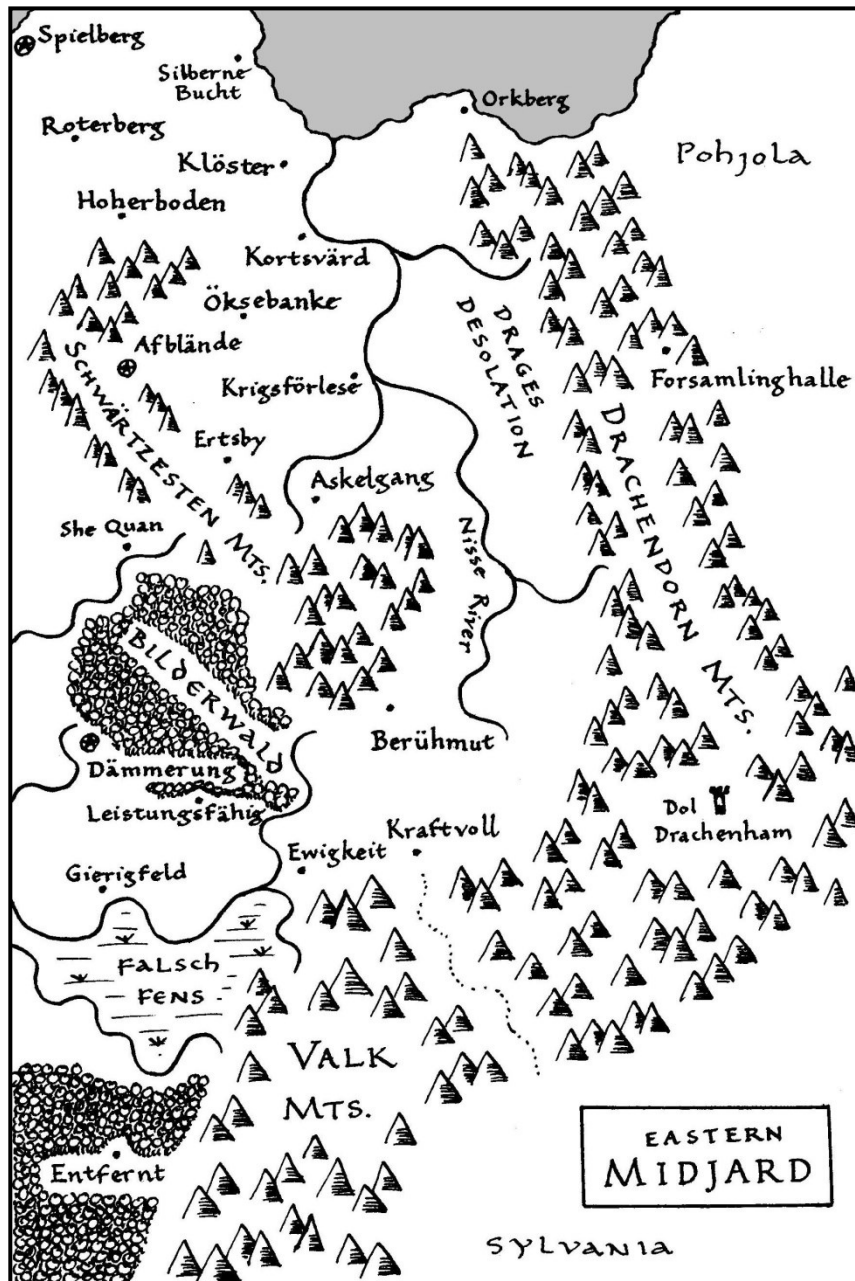 Spielberg
Silberne
Bucht
Orkberg
Roterberg
Pohjola
Klöster
Hoherboden
Kortsvärd
Öksebanke
DRAGES
DESOLATION
Afblände
SCHWÄRTZESTEN MTS.
Krigsförlese
Forsamlinghalle
DRACHENDORN MTS.
Ertsby
Askelgang
She Quan
Nisse River
BILDERWALD
Berühmut
Dämmerung
Leistungsfähig
Dol
Drachenham
Kraftvoll
Ewigkeit
Gierigfeld
FALSCH
FENS
VALK
MTS.
Entfernt
EASTERN
MIDJARD
SYLVANIA